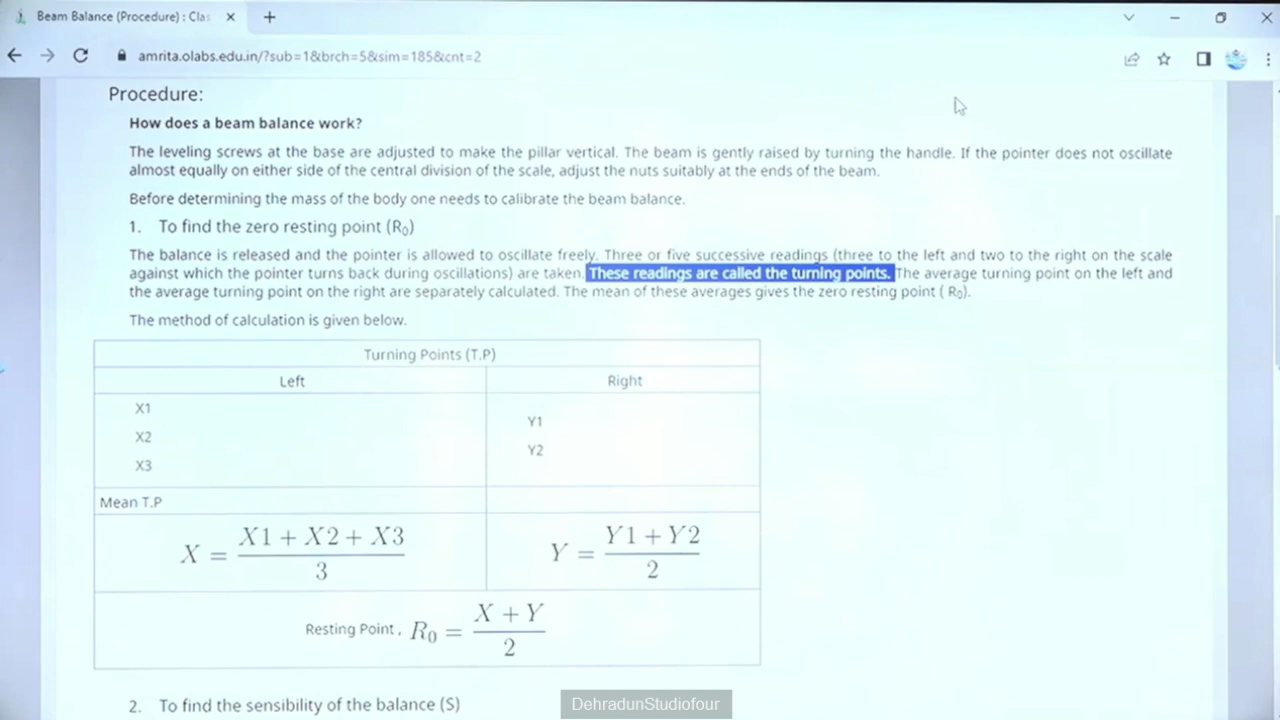 Beam Balance (Procedure) : Clas
amrita.olabs.edu.in/?sub=1&brch=5&sim=185&cnt=2
Procedure:
How does a beam balance work?
The leveling screws at the base are adjusted to make the pillar vertical. The beam is gently raised by turning the handle. If the pointer does not oscillate
almost equally on either side of the central division of the scale, adjust the nuts suitably at the ends of the beam.
Before determining the mass of the body one needs to calibrate the beam balance.
1. To find the zero resting point (R₀)
The balance is released and the pointer is allowed to oscillate freely. Three or five successive readings (three to the left and two to the right on the scale
against which the pointer turns back during oscillations) are taken. These readings are called the turning points. The average turning point on the left and
the average turning point on the right are separately calculated. The mean of these averages gives the zero resting point ( R₀).
The method of calculation is given below.
Turning Points (T.P)
Left Right
X1
Y1
X2
Y2
X3
Mean T.P
X = (X1 + X2 + X3) / 3 Y = (Y1 + Y2) / 2
Resting Point , R₀ = (X + Y) / 2
2. To find the sensibility of the balance (S)
DehradunStudiofour